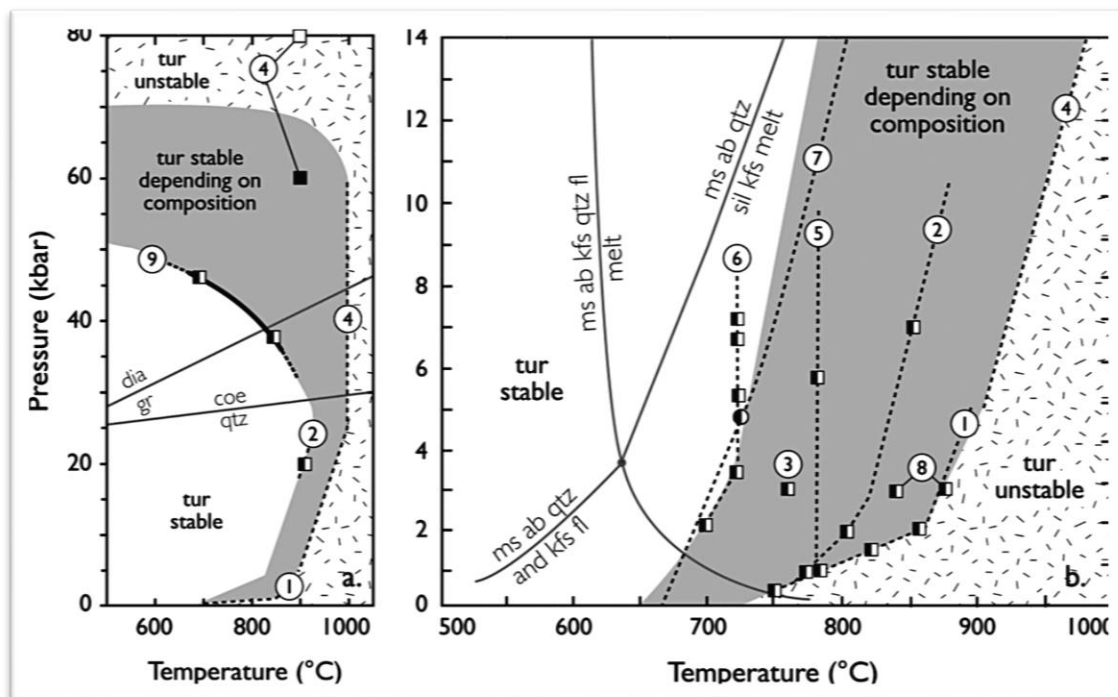 80
60
40
20
0
Pressure (kbar)
tur
unstable
4
tur stable
depending on
composition
9
4
dia
gr
coe
qtz
2
tur
stable
1
a.
600
800
1000
Temperature (°C)
14
12
10
8
6
4
2
0
tur stable
depending on
composition
4
7
ms ab qtz
sil kfs melt
ms ab kfs qtz fl
melt
6
5
2
tur
stable
1
3
8
ms ab qtz
and kfs fl
tur
unstable
b.
500
600
700
800
900
1000
Temperature (°C)